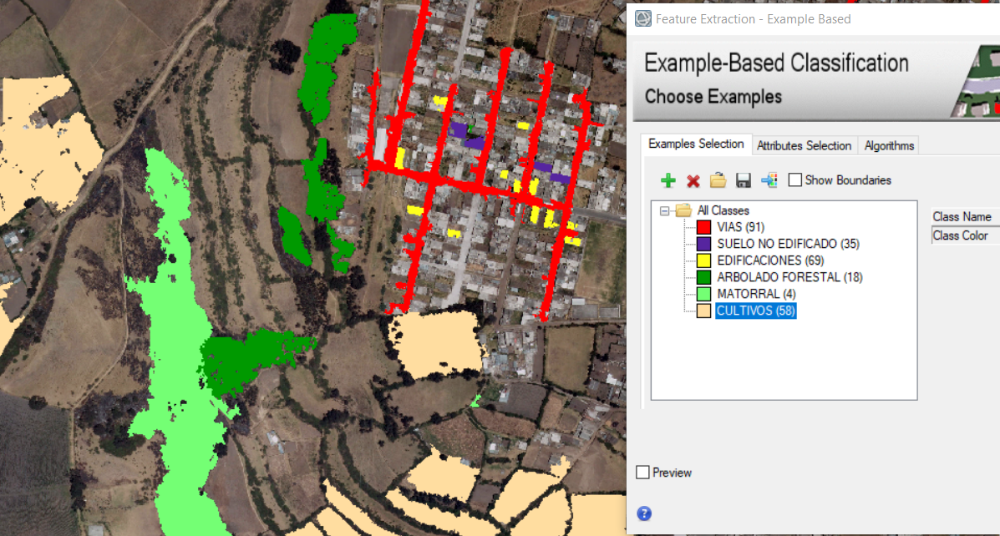 Feature Extraction - Example Based
Example-Based Classification
Choose Examples
Examples Selection
Attributes Selection
Algorithms
Show Boundaries
All Classes
VIAS (91)
SUELO NO EDIFICADO (35)
EDIFICACIONES (69)
ARBOLADO FORESTAL (18)
MATORRAL (4)
CULTIVOS (58)
Class Name
Class Color
Preview
?